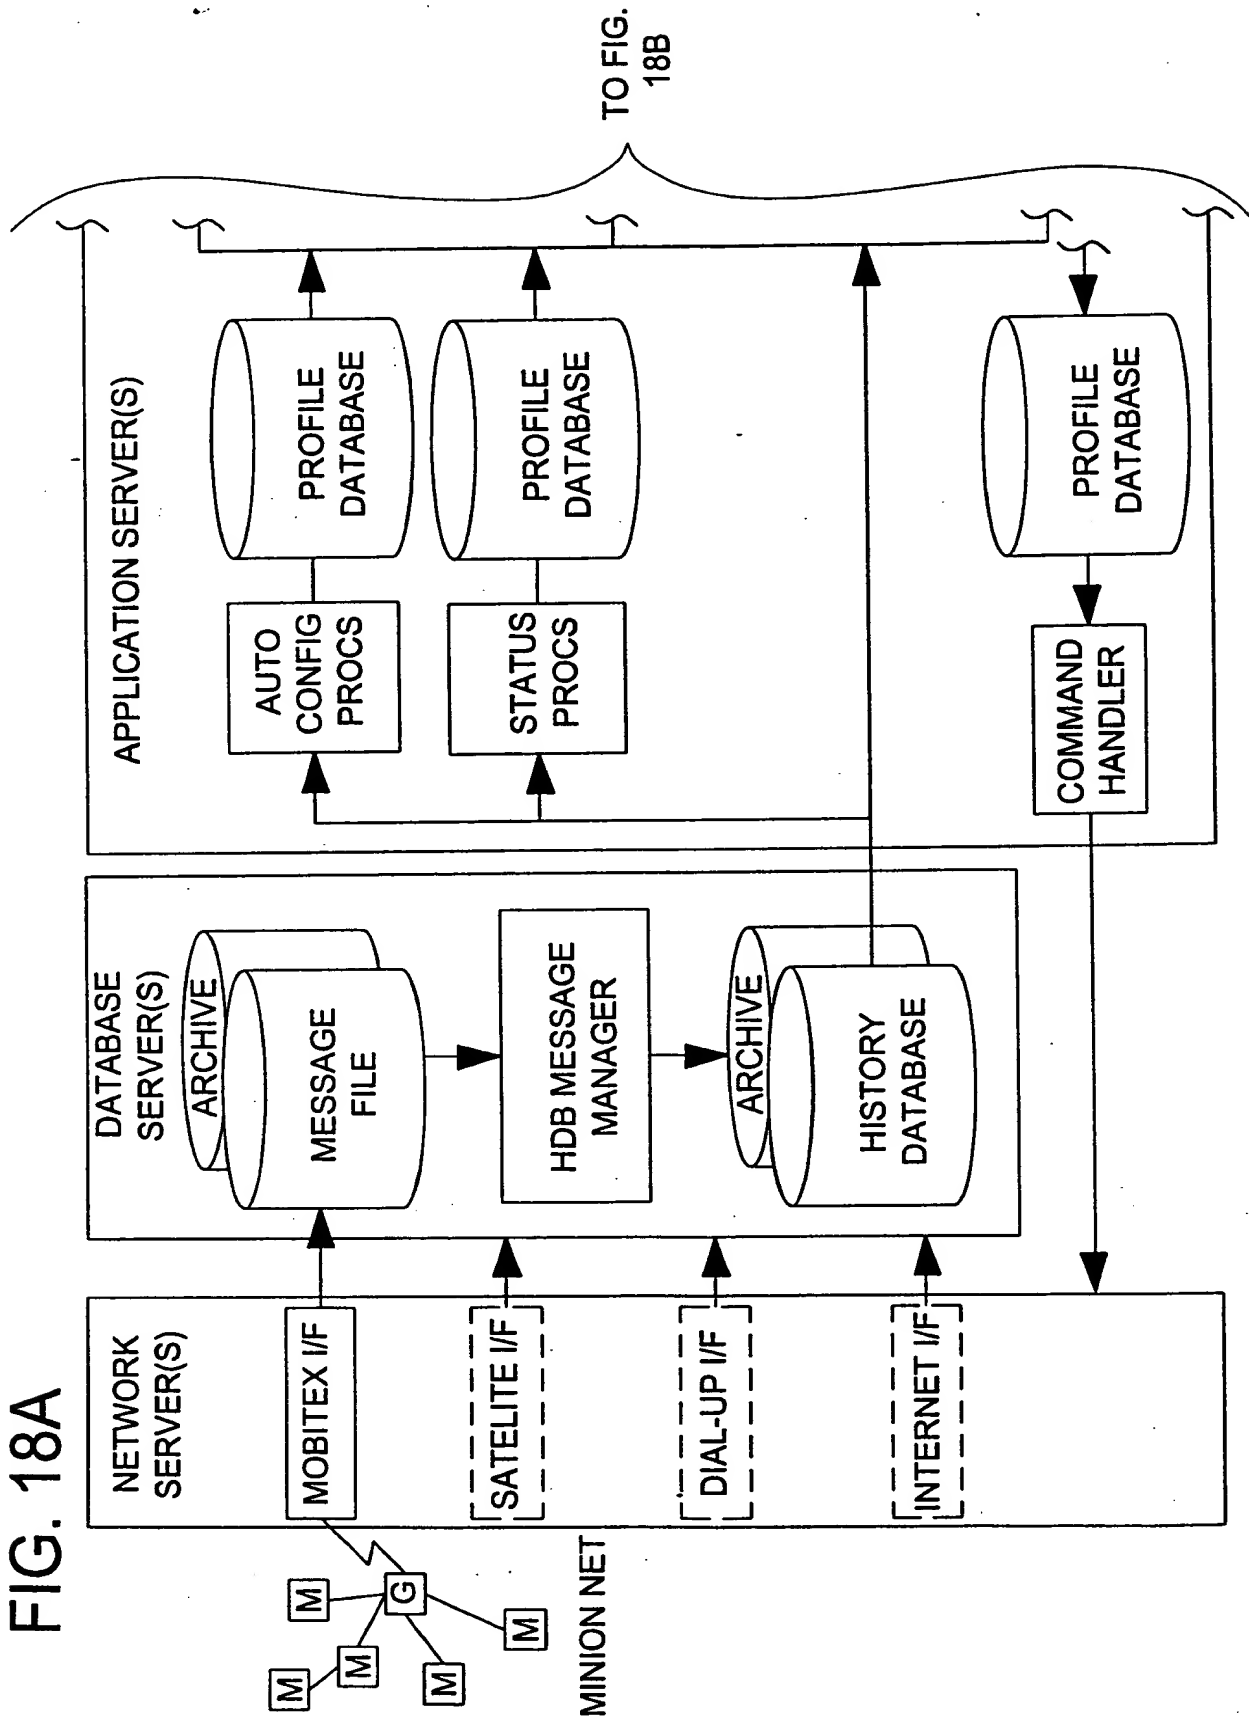 FIG. 18A
M
M
M
M
M
G
MINION NET
NETWORK
SERVER(S)
MOBITEX I/F
SATELITE I/F
DIAL-UP I/F
INTERNET I/F
DATABASE
SERVER(S)
ARCHIVE
MESSAGE
FILE
HDB MESSAGE
MANAGER
ARCHIVE
HISTORY
DATABASE
APPLICATION SERVER(S)
AUTO
CONFIG
PROCS
PROFILE
DATABASE
STATUS
PROCS
PROFILE
DATABASE
COMMAND
HANDLER
PROFILE
DATABASE
TO FIG.
18B